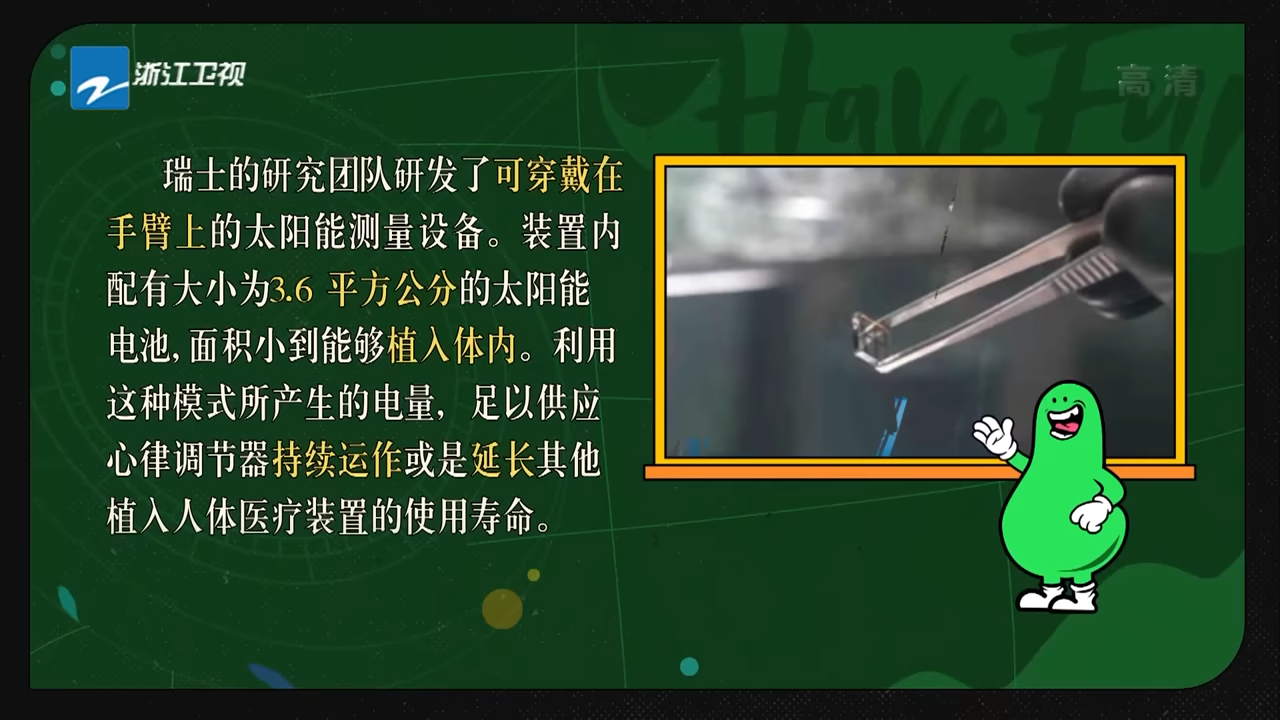 浙江卫视
高清
Have Fun
瑞士的研究团队研发了可穿戴在
手臂上的太阳能测量设备。装置内
配有大小为3.6 平方公分的太阳能
电池,面积小到能够植入体内。利用
这种模式所产生的电量，足以供应
心律调节器持续运作或是延长其他
植入人体医疗装置的使用寿命。